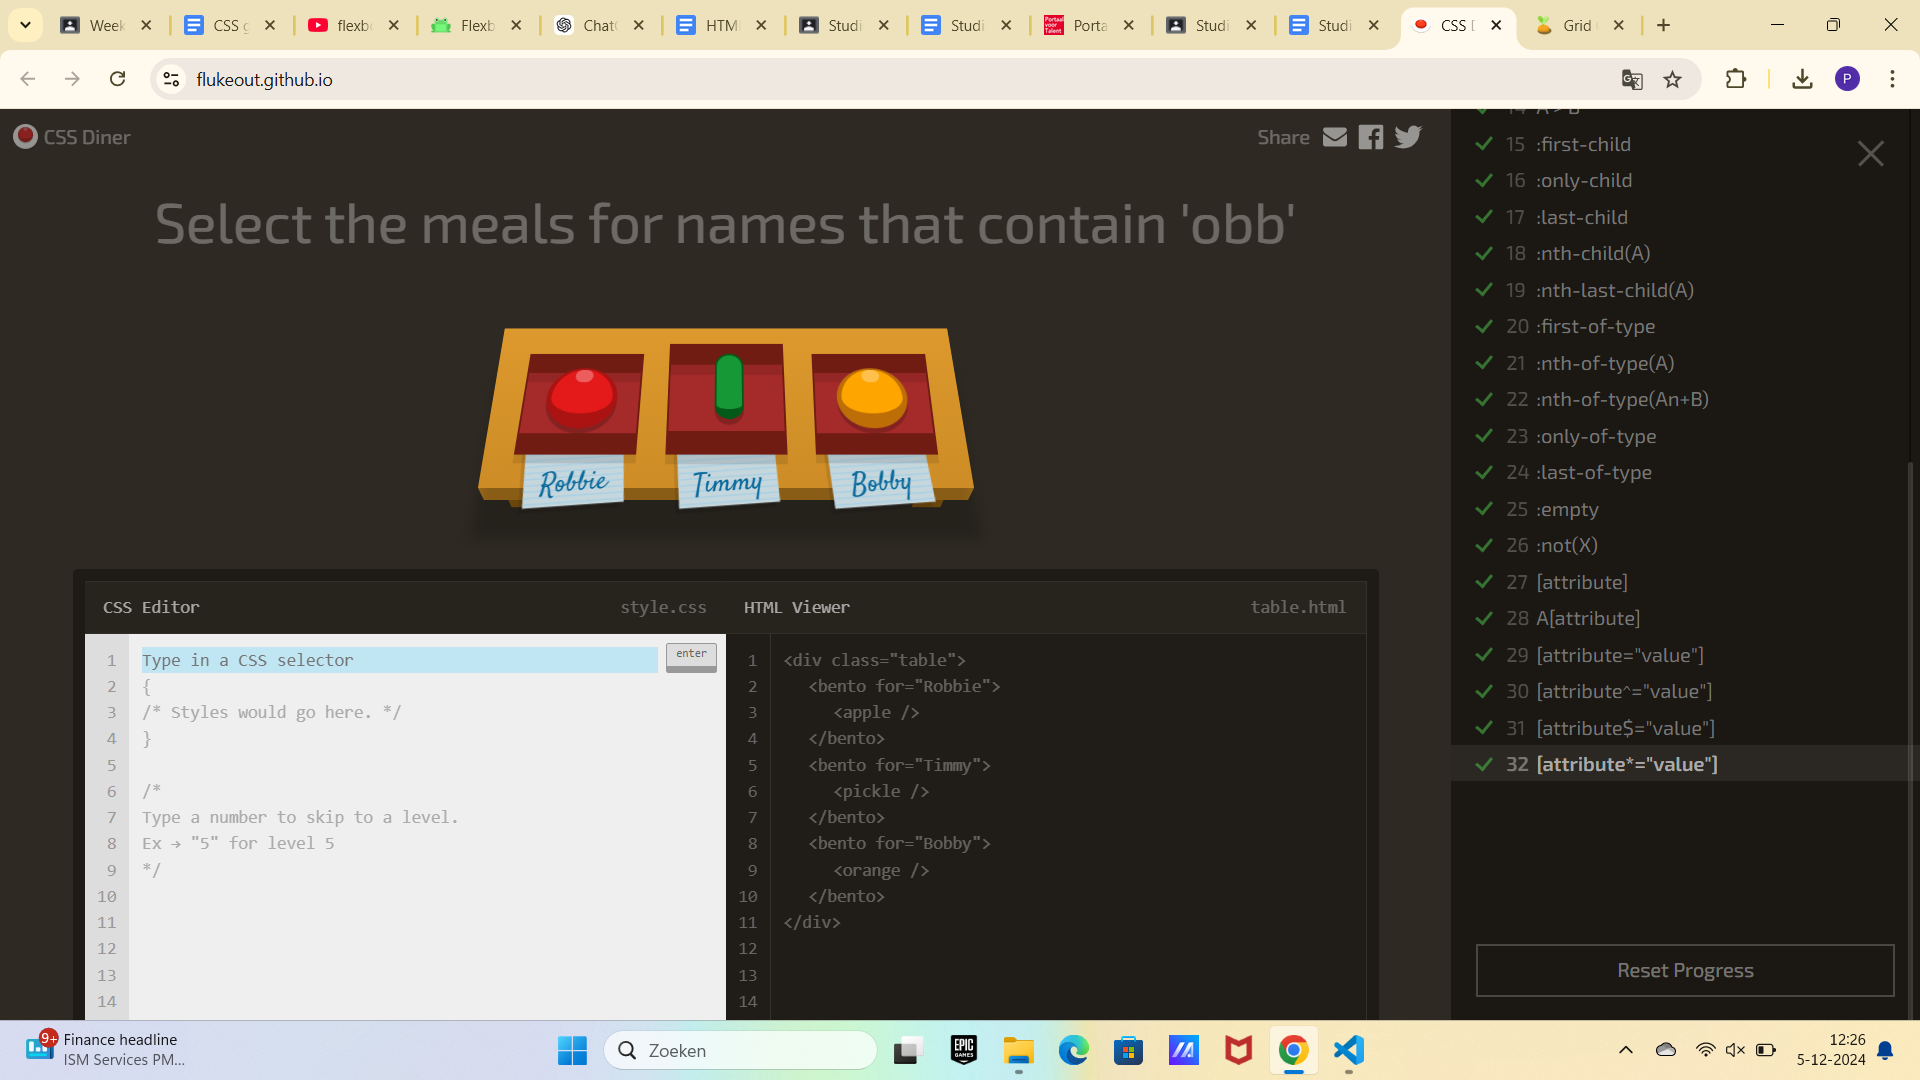 Week
CSS g
flexbo
Flexb
ChatG
HTML
Studi
Studi
Porta
Studi
Studi
CSS D
Grid
flukeout.github.io
P
CSS Diner
Share
Select the meals for names that contain 'obb'
Robbie
Timmy
Bobby
CSS Editor
style.css
HTML Viewer
table.html
1 Type in a CSS selector
enter
2 {
3 /* Styles would go here. */
4 }
5
6 /*
7 Type a number to skip to a level.
8 Ex → "5" for level 5
9 */
10
11
12
13
14
1 <div class="table">
2 <bento for="Robbie">
3 <apple />
4 </bento>
5 <bento for="Timmy">
6 <pickle />
7 </bento>
8 <bento for="Bobby">
9 <orange />
10 </bento>
11 </div>
12
13
14
14 A > B
15 :first-child
16 :only-child
17 :last-child
18 :nth-child(A)
19 :nth-last-child(A)
20 :first-of-type
21 :nth-of-type(A)
22 :nth-of-type(An+B)
23 :only-of-type
24 :last-of-type
25 :empty
26 :not(X)
27 [attribute]
28 A[attribute]
29 [attribute="value"]
30 [attribute^="value"]
31 [attribute$="value"]
32 [attribute*="value"]
Reset Progress
9+
Finance headline
ISM Services PM...
Zoeken
EPIC
GAMES
12:26
5-12-2024